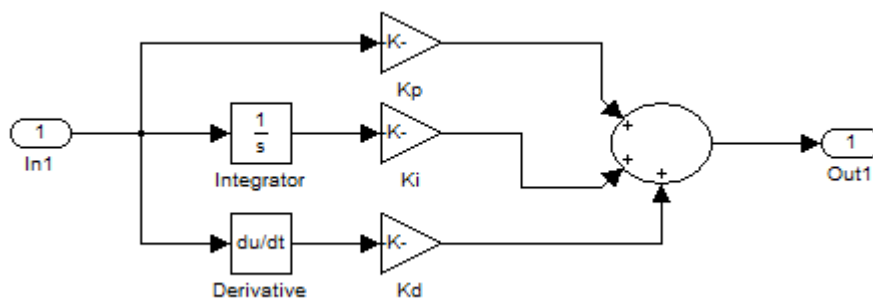 K-
Kp
1
In1
1
s
Integrator
K-
Ki
+
+
+
1
Out1
du/dt
Derivative
K-
Kd